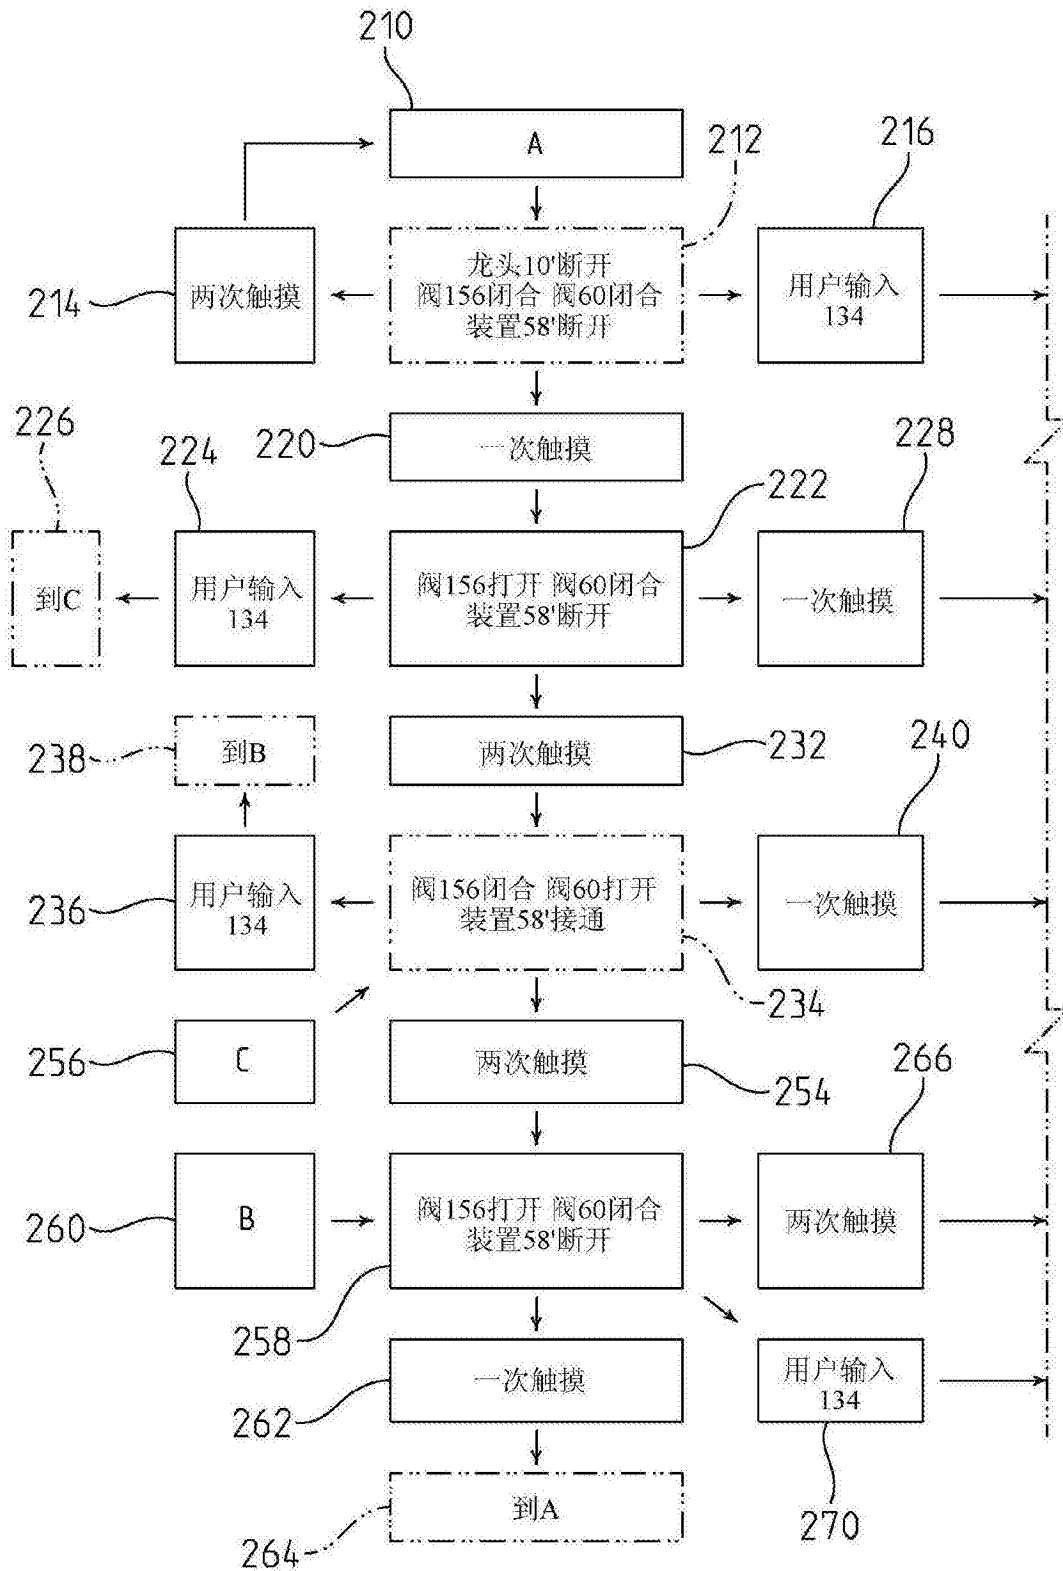 210
A
212
216
龙头10'断开
阀156闭合 阀60闭合
装置58'断开
214
两次触摸
用户输入
134
226
224
220
一次触摸
228
222
到C
用户输入
134
阀156打开 阀60闭合
装置58'断开
一次触摸
238
到B
两次触摸
232
240
236
用户输入
134
阀156闭合 阀60打开
装置58'接通
一次触摸
234
256
C
两次触摸
254
266
260
B
阀156打开 阀60闭合
装置58'断开
两次触摸
258
262
一次触摸
用户输入
134
264
到A
270